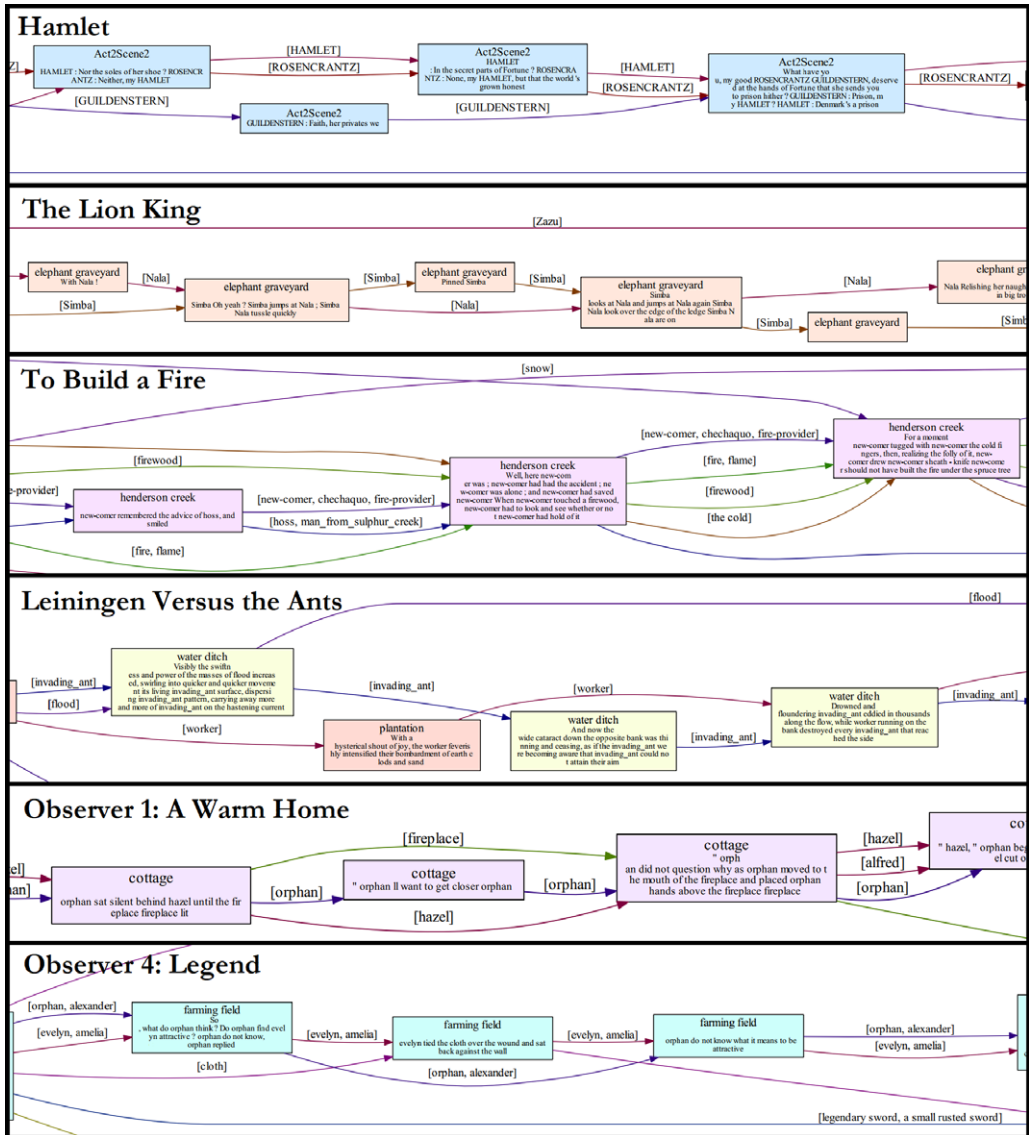 Hamlet
Act2Scene2
HAMLET : Nor the soles of her shoe ? ROSENCR
ANTZ : Neither, my HAMLET
[HAMLET]
[ROSENCRANTZ]
[GUILDENSTERN]
Act2Scene2
GUILDENSTERN : Faith, her privates we
Act2Scene2
HAMLET
: In the secret parts of Fortune ? ROSENCRA
NTZ : None, my HAMLET, but that the world 's
grown honest
[HAMLET]
[ROSENCRANTZ]
[GUILDENSTERN]
Act2Scene2
What have yo
u, my good ROSENCRANTZ GUILDENSTERN, deserve
d at the hands of Fortune that she sends you
to prison hither ? GUILDENSTERN : Prison, m
y HAMLET ? HAMLET : Denmark 's a prison
[ROSENCRANTZ]
The Lion King
[Zazu]
elephant graveyard
With Nala !
[Nala]
[Simba]
elephant graveyard
Simba Oh yeah ? Simba jumps at Nala ; Simba
Nala tussle quickly
[Simba]
elephant graveyard
Pinned Simba
[Simba]
[Nala]
elephant graveyard
Simba
looks at Nala and jumps at Nala again Simba
Nala look over the edge of the ledge Simba N
ala are on
[Nala]
[Simba]
elephant graveyard
elephant gr
Nala Relishing her naugh
in big tro
[Simb
To Build a Fire
[snow]
[firewood]
e-provider]
henderson creek
new-comer remembered the advice of hoss, and
smiled
[new-comer, chechaquo, fire-provider]
[hoss, man_from_sulphur_creek]
[fire, flame]
henderson creek
Well, here new-com
er was ; new-comer had had the accident ; ne
w-comer was alone ; and new-comer had saved
new-comer When new-comer touched a firewood,
new-comer had to look and see whether or no
t new-comer had hold of it
[new-comer, chechaquo, fire-provider]
[fire, flame]
[firewood]
[the cold]
henderson creek
For a moment
new-comer tugged with new-comer the cold fi
ngers, then, realizing the folly of it, new-
comer drew new-comer sheath - knife new-come
r should not have built the fire under the spruce tree
Leiningen Versus the Ants
[flood]
[invading_ant]
[flood]
[worker]
water ditch
Visibly the swiftn
ess and power of the masses of flood increas
ed, swirling into quicker and quicker moveme
nt its living invading_ant surface, dispersi
ng invading_ant pattern, carrying away more
and more of invading_ant on the hastening current
[invading_ant]
plantation
With a
hysterical shout of joy, the worker feveris
hly intensified their bombardment of earth c
lods and sand
[worker]
water ditch
And now the
wide cataract down the opposite bank was thi
nning and ceasing, as if the invading_ant we
re becoming aware that invading_ant could no
t attain their aim
[invading_ant]
water ditch
Drowned and
floundering invading_ant eddied in thousands
along the flow, while worker running on the
bank destroyed every invading_ant that reac
hed the side
[invading_ant]
Observer 1: A Warm Home
zel]
han]
cottage
orphan sat silent behind hazel until the fir
eplace fireplace lit
[fireplace]
[orphan]
[hazel]
cottage
" orphan ll want to get closer orphan
[orphan]
cottage
" orph
an did not question why as orphan moved to t
he mouth of the fireplace and placed orphan
hands above the fireplace fireplace
[hazel]
[alfred]
[orphan]
co
" hazel, " orphan beg
el cut o
Observer 4: Legend
[orphan, alexander]
[evelyn, amelia]
[cloth]
farming field
So
, what do orphan think ? Do orphan find evel
yn attractive ? orphan do not know,
orphan replied
[evelyn, amelia]
[orphan, alexander]
farming field
evelyn tied the cloth over the wound and sat
back against the wall
[evelyn, amelia]
farming field
orphan do not know what it means to be
attractive
[orphan, alexander]
[evelyn, amelia]
[legendary sword, a small rusted sword]